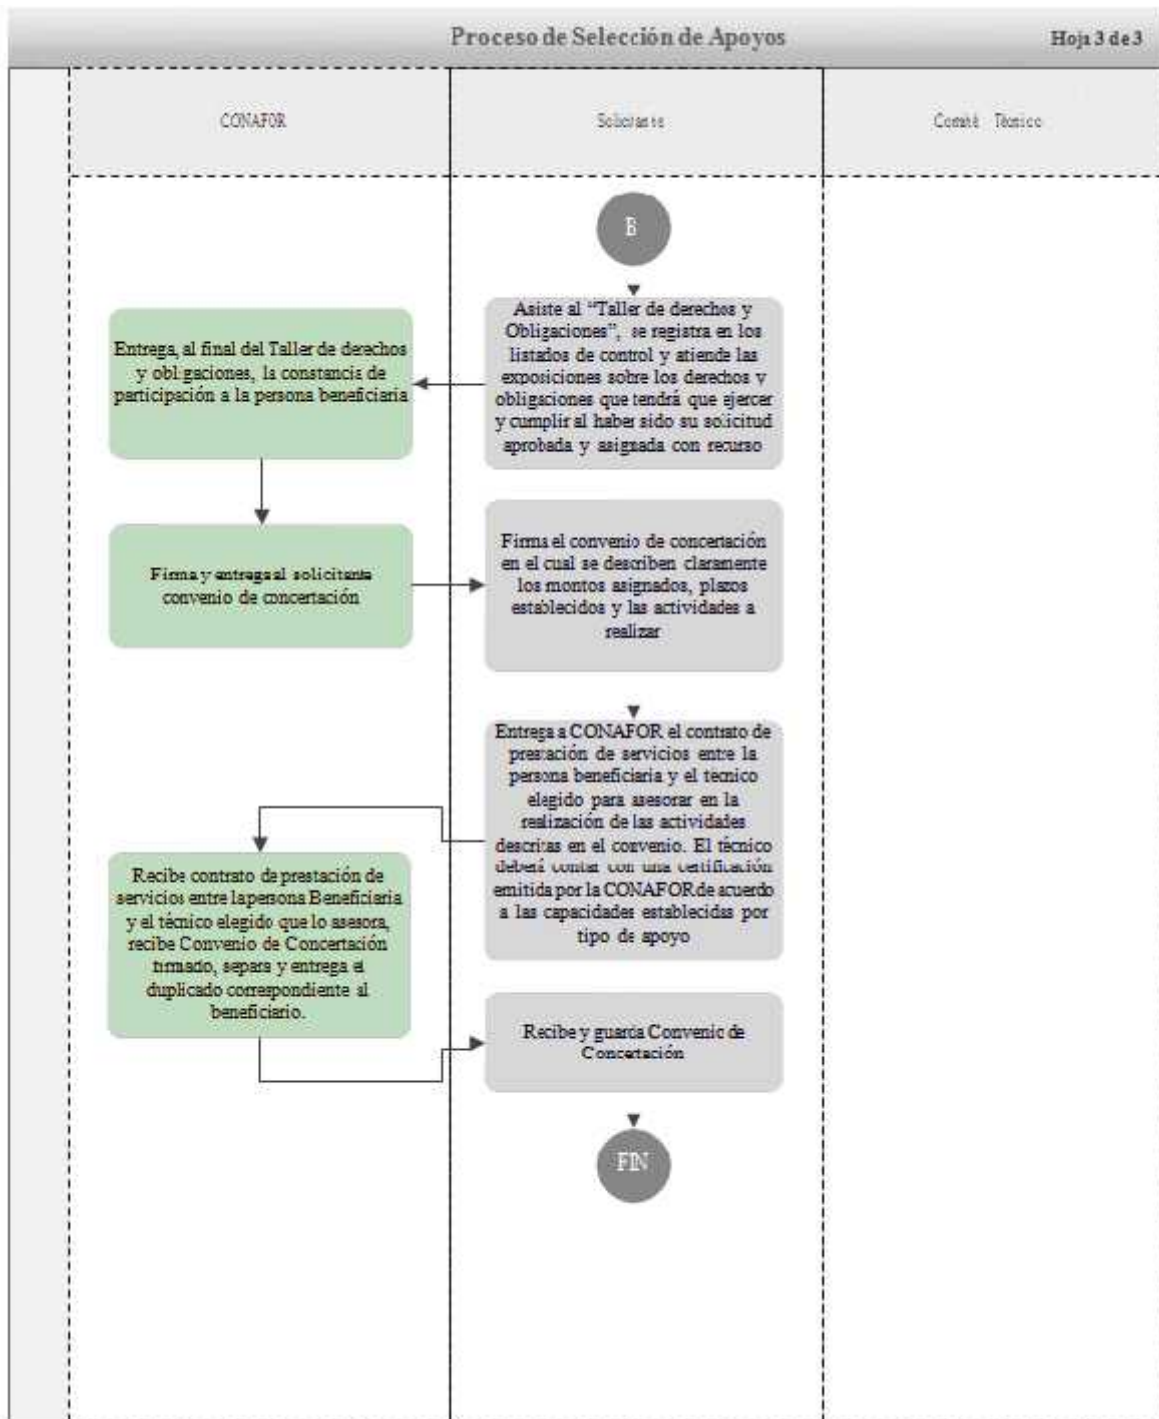 Proceso de Selección de Apoyos
Hoja 3 de 3
CONAFOR
Solicitante
Comité Técnico
B
Asiste al “Taller de derechos y
Obligaciones”, se registra en los
listados de control y atiende las
exposiciones sobre los derechos y
obligaciones que tendrá que ejercer
y cumplir al haber sido su solicitud
aprobada y asignada con recurso
Entrega, al final del Taller de derechos
y obligaciones, la constancia de
participación a la persona beneficiaria
Firma y entrega al solicitante
convenio de concertación
Firma el convenio de concertación
en el cual se describen claramente
los montos asignados, plazos
establecidos y las actividades a
realizar
Entrega a CONAFOR el contrato de
prestación de servicios entre la
persona beneficiaria y el técnico
elegido para asesorar en la
realización de las actividades
descritas en el convenio. El técnico
deberá contar con una certificación
emitida por la CONAFOR de acuerdo
a las capacidades establecidas por
tipo de apoyo
Recibe contrato de prestación de
servicios entre la persona Beneficiaria
y el técnico elegido que lo asesora,
recibe Convenio de Concertación
firmado, separa y entrega el
duplicado correspondiente al
beneficiario.
Recibe y guarda Convenio de
Concertación
FIN